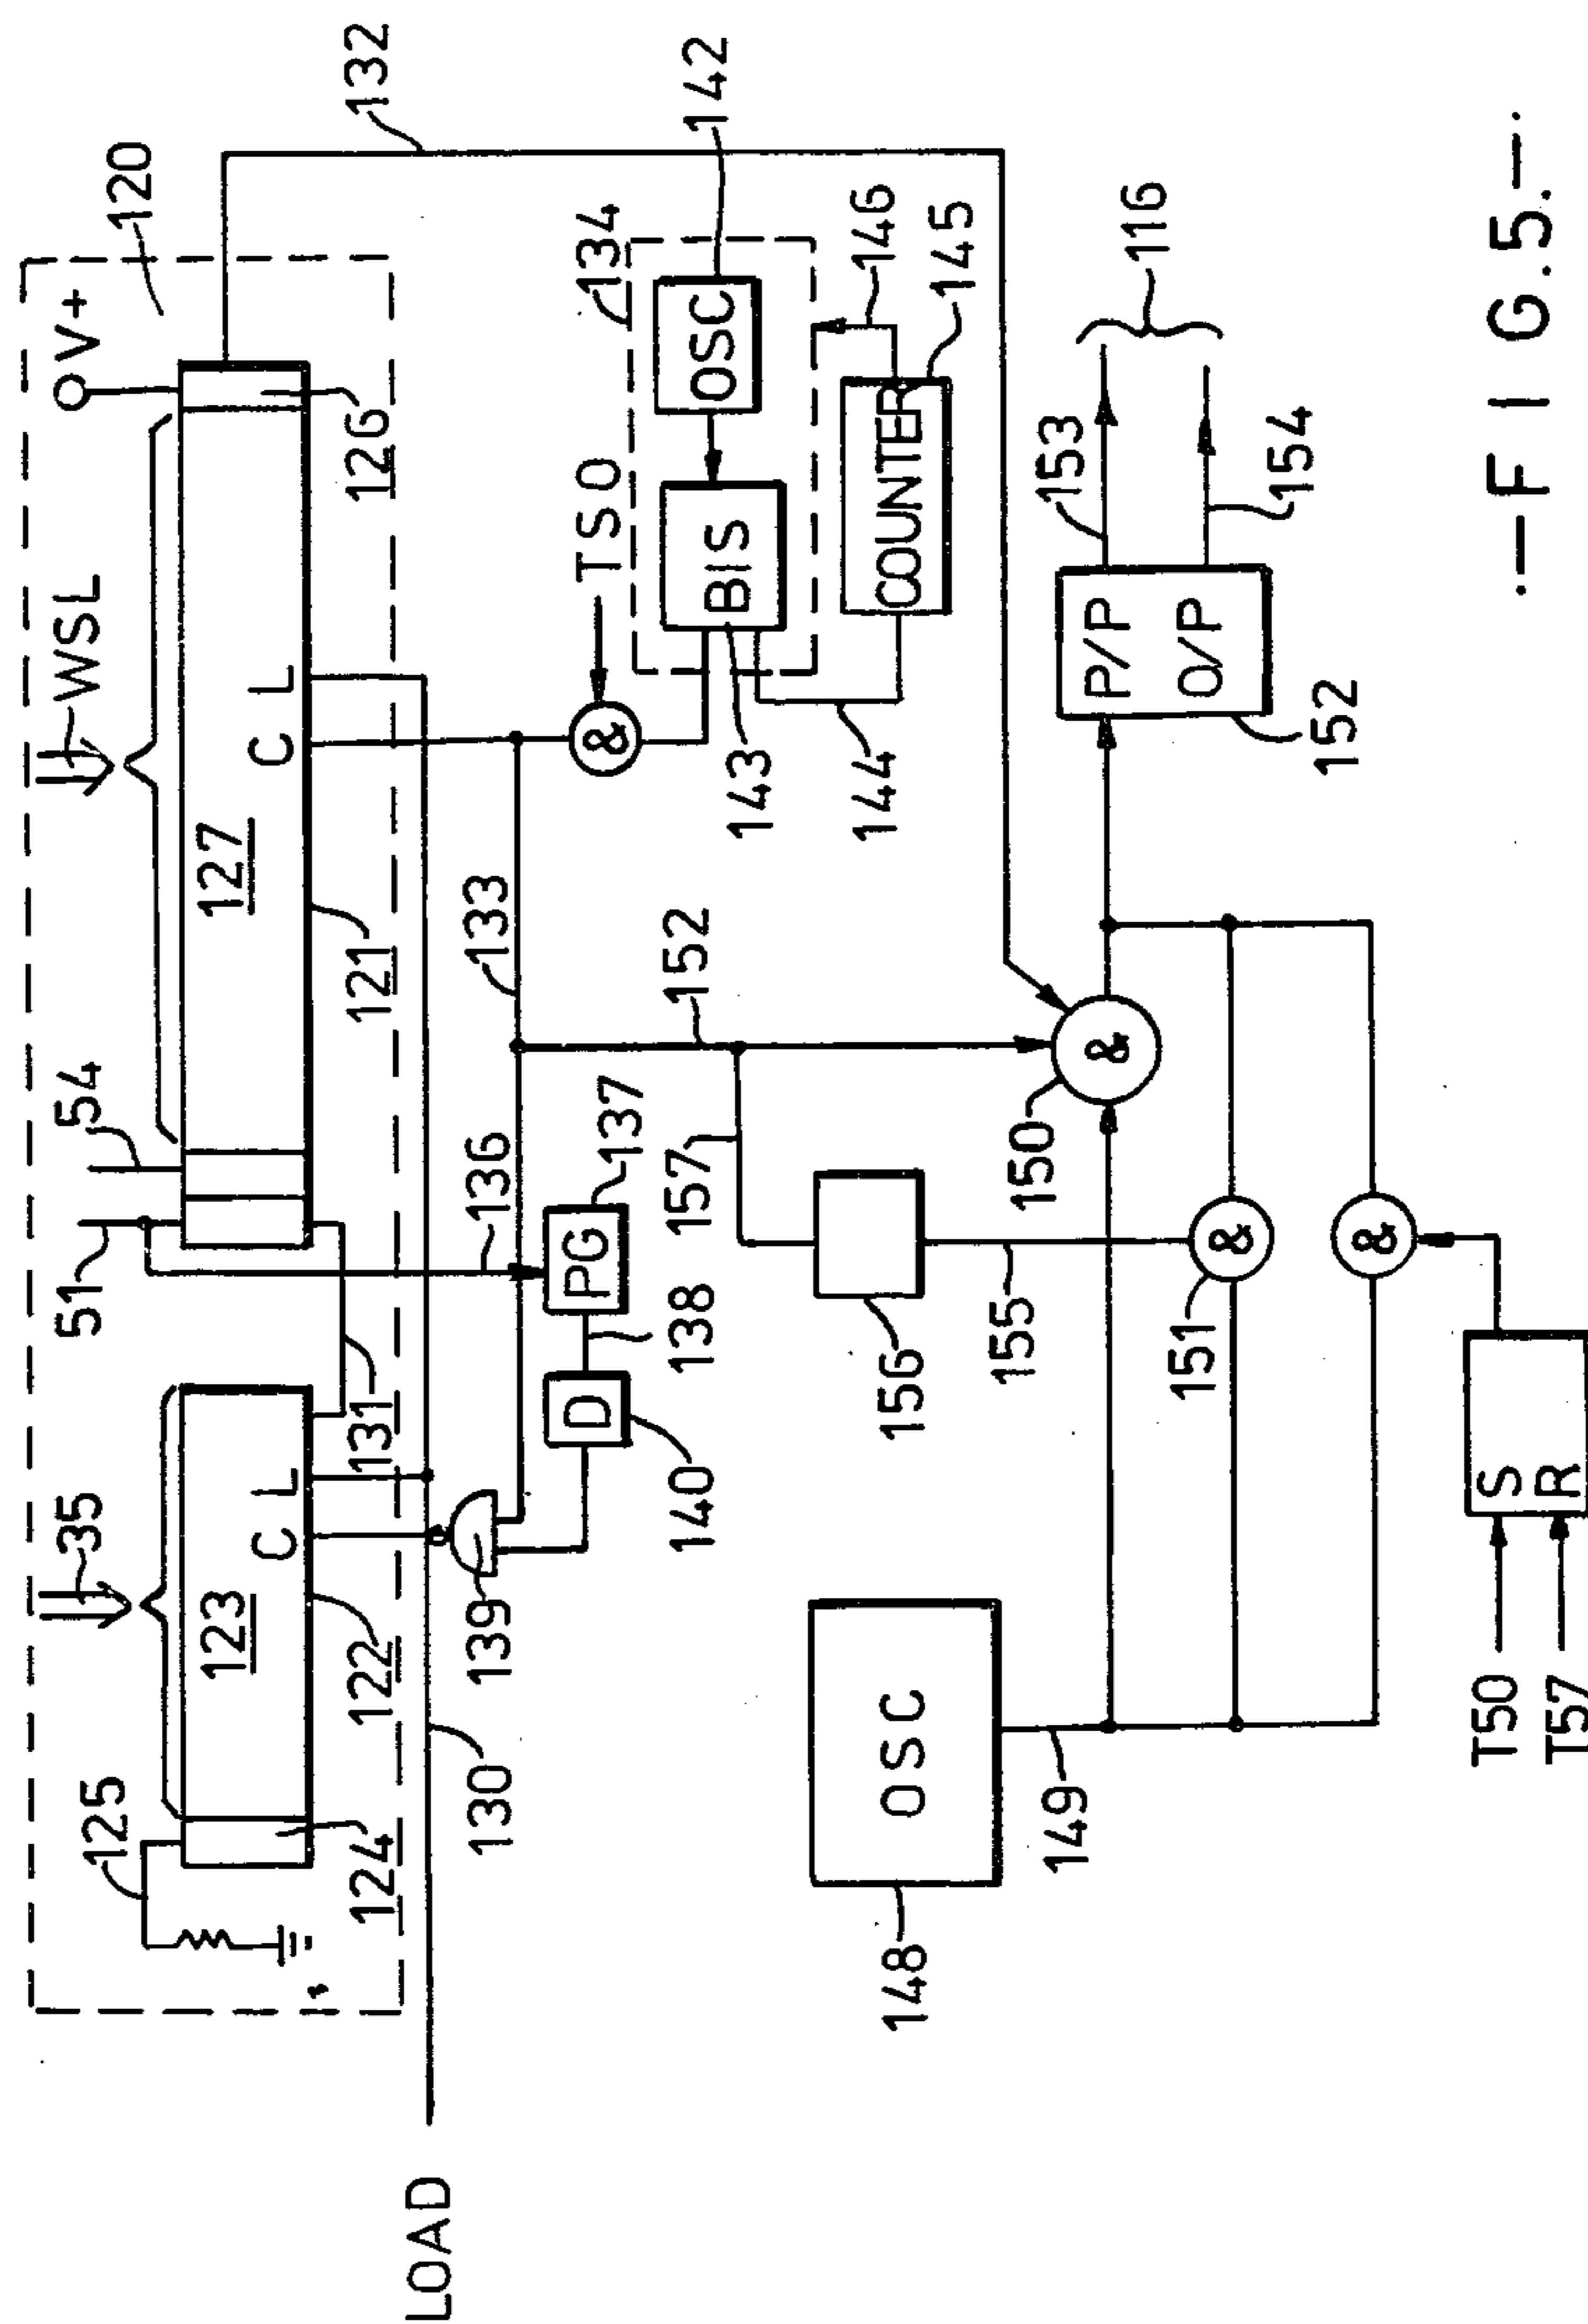 125 35 51 54 WSL V+ 120
123 127
C L C L
124 122 131 121 126 132
LOAD
130 139 136 133
TSO 134
D PG 137
BIS OSC 142
140 138 157 152
143
OSC
148 156 144 COUNTER 146
145
149 155 150 153 116
P/P
O/P
151 154
152
T50 S
T57 R
.—F I G.5.—.